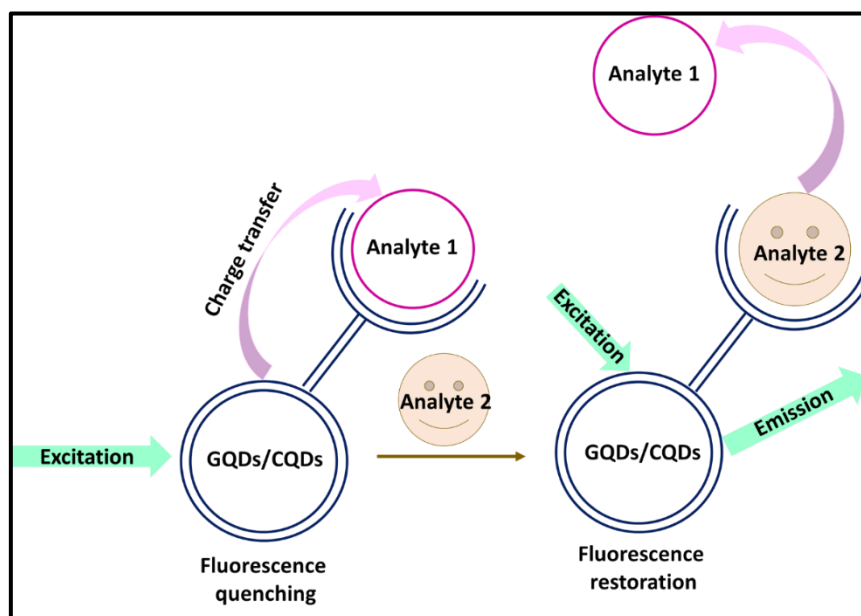 Analyte 1
Charge transfer
Analyte 1
Analyte 2
Excitation
Analyte 2
Excitation
GQDs/CQDs
GQDs/CQDs
Emission
Fluorescence
quenching
Fluorescence
restoration